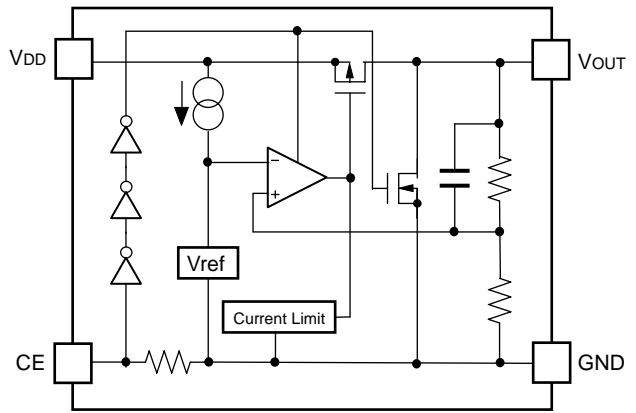 VDD
VOUT
−
+
Vref
Current Limit
CE
GND